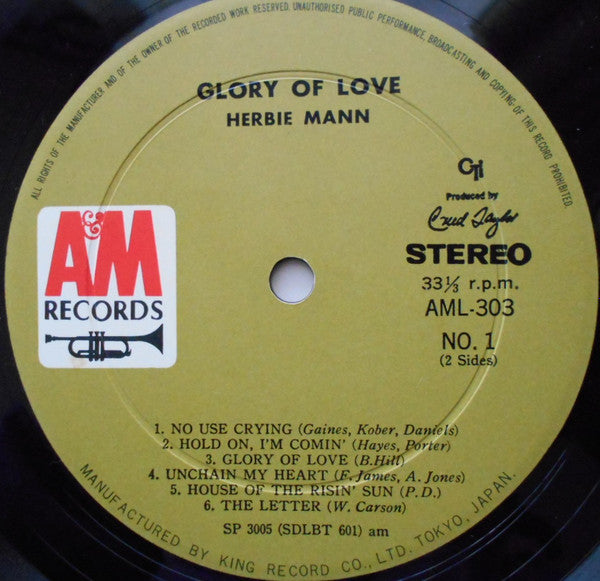 ALL RIGHTS OF THE MANUFACTURER AND OF THE OWNER OF THE RECORDED WORK RESERVED. UNAUTHORISED PUBLIC PERFORMANCE, BROADCASTING AND COPYING OF THIS RECORD PROHIBITED.
GLORY OF LOVE
HERBIE MANN
CTi
Produced by
Creed Taylor
STEREO
33⅓ r.p.m.
AML-303
NO. 1
(2 Sides)
A&M
RECORDS
1. NO USE CRYING (Gaines, Kober, Daniels)
2. HOLD ON, I'M COMIN' (Hayes, Porter)
3. GLORY OF LOVE (B.Hill)
4. UNCHAIN MY HEART (F. James, A. Jones)
5. HOUSE OF THE RISIN' SUN (P.D.)
6. THE LETTER (W. Carson)
SP 3005 (SDLBT 601) am
MANUFACTURED BY KING RECORD CO., LTD. TOKYO, JAPAN.